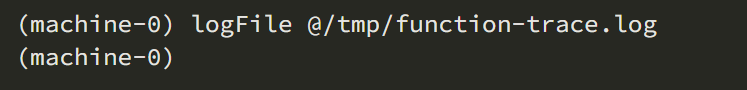 (machine-0) logFile @/tmp/function-trace.log
(machine-0)